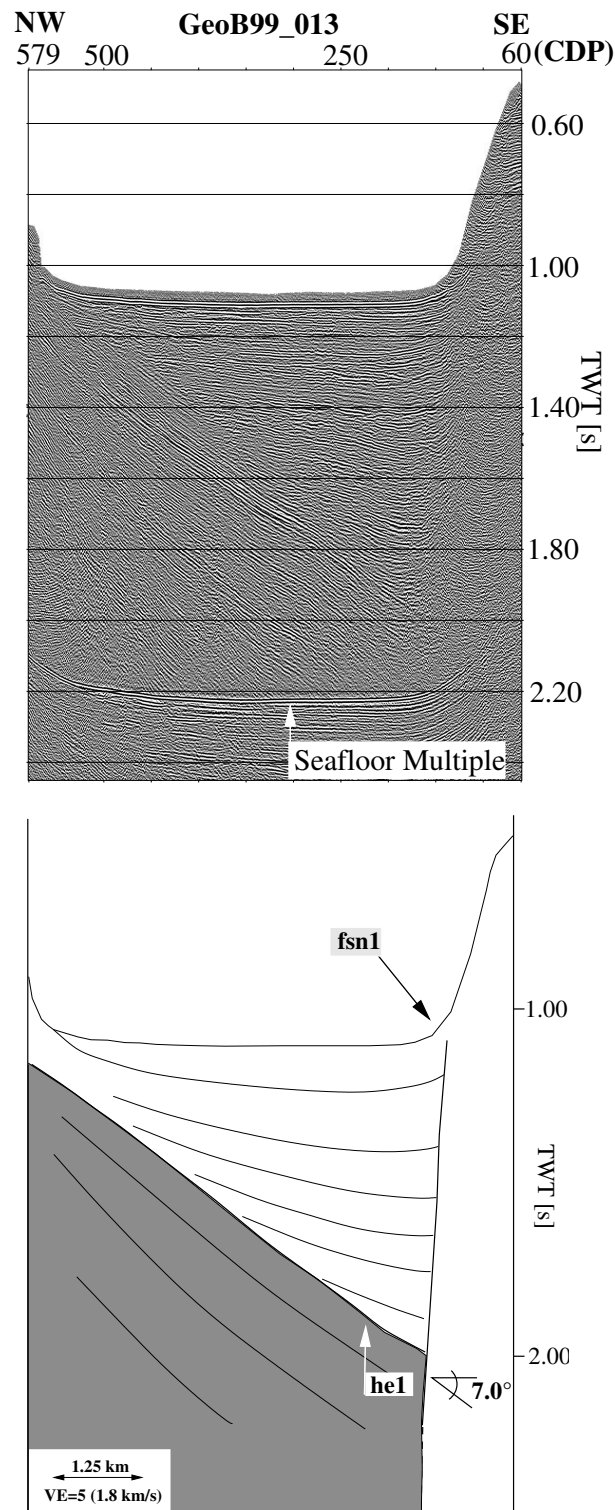 NW GeoB99_013 SE
579 500 250 60 (CDP)
0.60
1.00
1.40
1.80
2.20
TWT [s]
Seafloor Multiple
fsn1
1.00
TWT [s]
2.00
he1
7.0°
1.25 km
VE=5 (1.8 km/s)